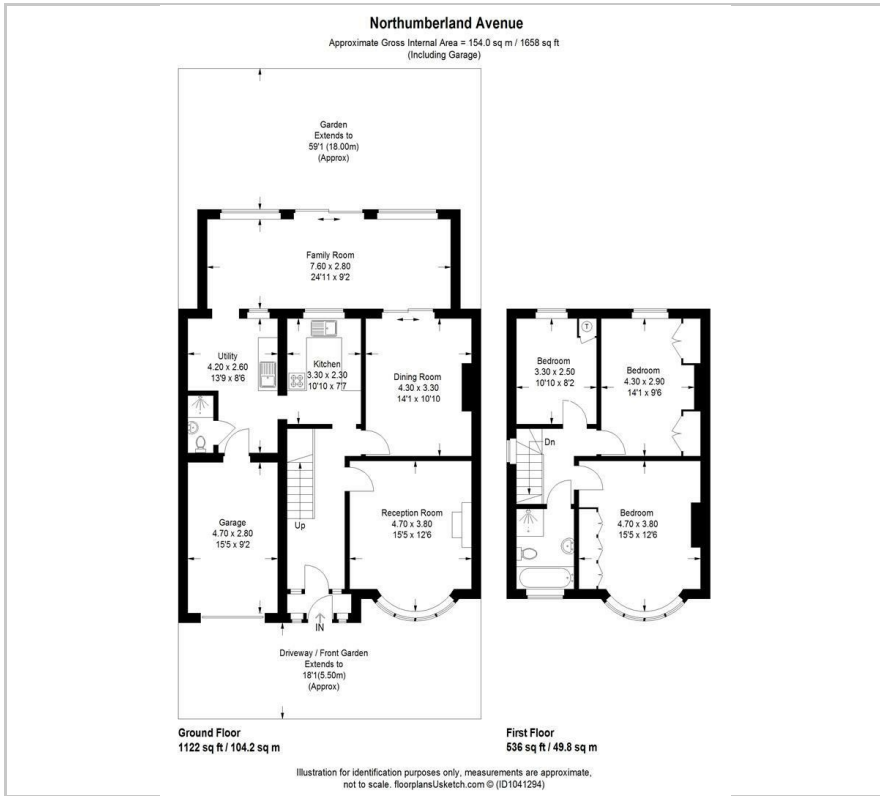 Northumberland Avenue
Approximate Gross Internal Area = 154.0 sq m / 1658 sq ft
(Including Garage)
Garden
Extends to
59'1 (18.00m)
(Approx)
Family Room
7.60 x 2.80
24'11 x 9'2
Utility
4.20 x 2.60
13'9 x 8'6
Kitchen
3.30 x 2.30
10'10 x 7'7
Dining Room
4.30 x 3.30
14'1 x 10'10
Garage
4.70 x 2.80
15'5 x 9'2
Up
Reception Room
4.70 x 3.80
15'5 x 12'6
IN
Driveway / Front Garden
Extends to
18'1(5.50m)
(Approx)
T
Bedroom
3.30 x 2.50
10'10 x 8'2
Bedroom
4.30 x 2.90
14'1 x 9'6
Dn
Bedroom
4.70 x 3.80
15'5 x 12'6
Ground Floor
1122 sq ft / 104.2 sq m
First Floor
536 sq ft / 49.8 sq m
Illustration for identification purposes only, measurements are approximate,
not to scale. floorplansUsketch.com © (ID1041294)